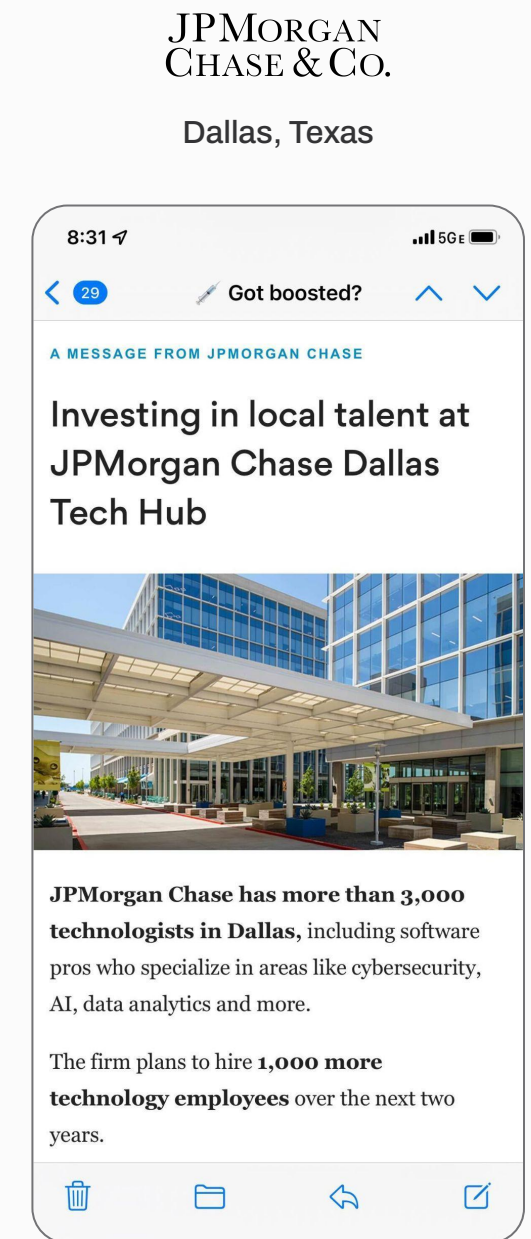 JPMORGAN
CHASE & CO.
Dallas, Texas
8:31
5GE
29
Got boosted?
A MESSAGE FROM JPMORGAN CHASE
Investing in local talent at
JPMorgan Chase Dallas
Tech Hub
JPMorgan Chase has more than 3,000
technologists in Dallas, including software
pros who specialize in areas like cybersecurity,
AI, data analytics and more.
The firm plans to hire 1,000 more
technology employees over the next two
years.